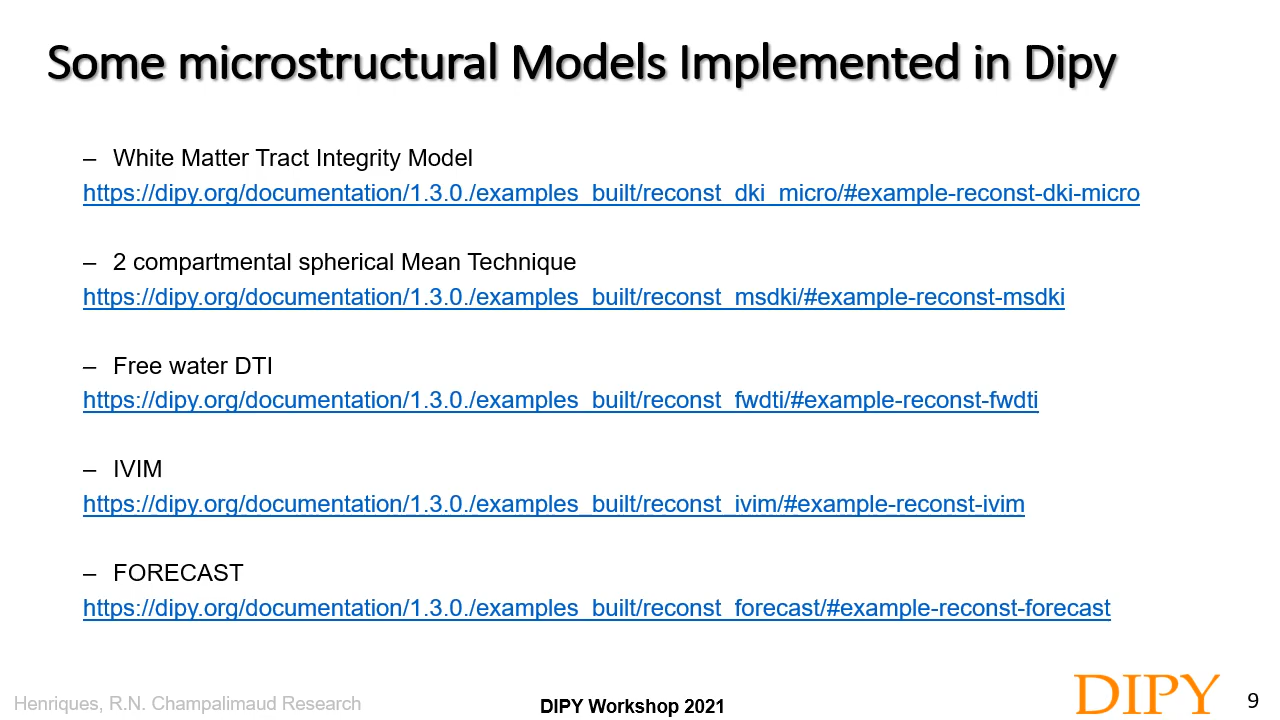 Some microstructural Models Implemented in Dipy
– White Matter Tract Integrity Model
https://dipy.org/documentation/1.3.0./examples_built/reconst_dki_micro/#example-reconst-dki-micro
– 2 compartmental spherical Mean Technique
https://dipy.org/documentation/1.3.0./examples_built/reconst_msdki/#example-reconst-msdki
– Free water DTI
https://dipy.org/documentation/1.3.0./examples_built/reconst_fwdti/#example-reconst-fwdti
– IVIM
https://dipy.org/documentation/1.3.0./examples_built/reconst_ivim/#example-reconst-ivim
– FORECAST
https://dipy.org/documentation/1.3.0./examples_built/reconst_forecast/#example-reconst-forecast
Henriques, R.N. Champalimaud Research
DIPY Workshop 2021
DIPY
9